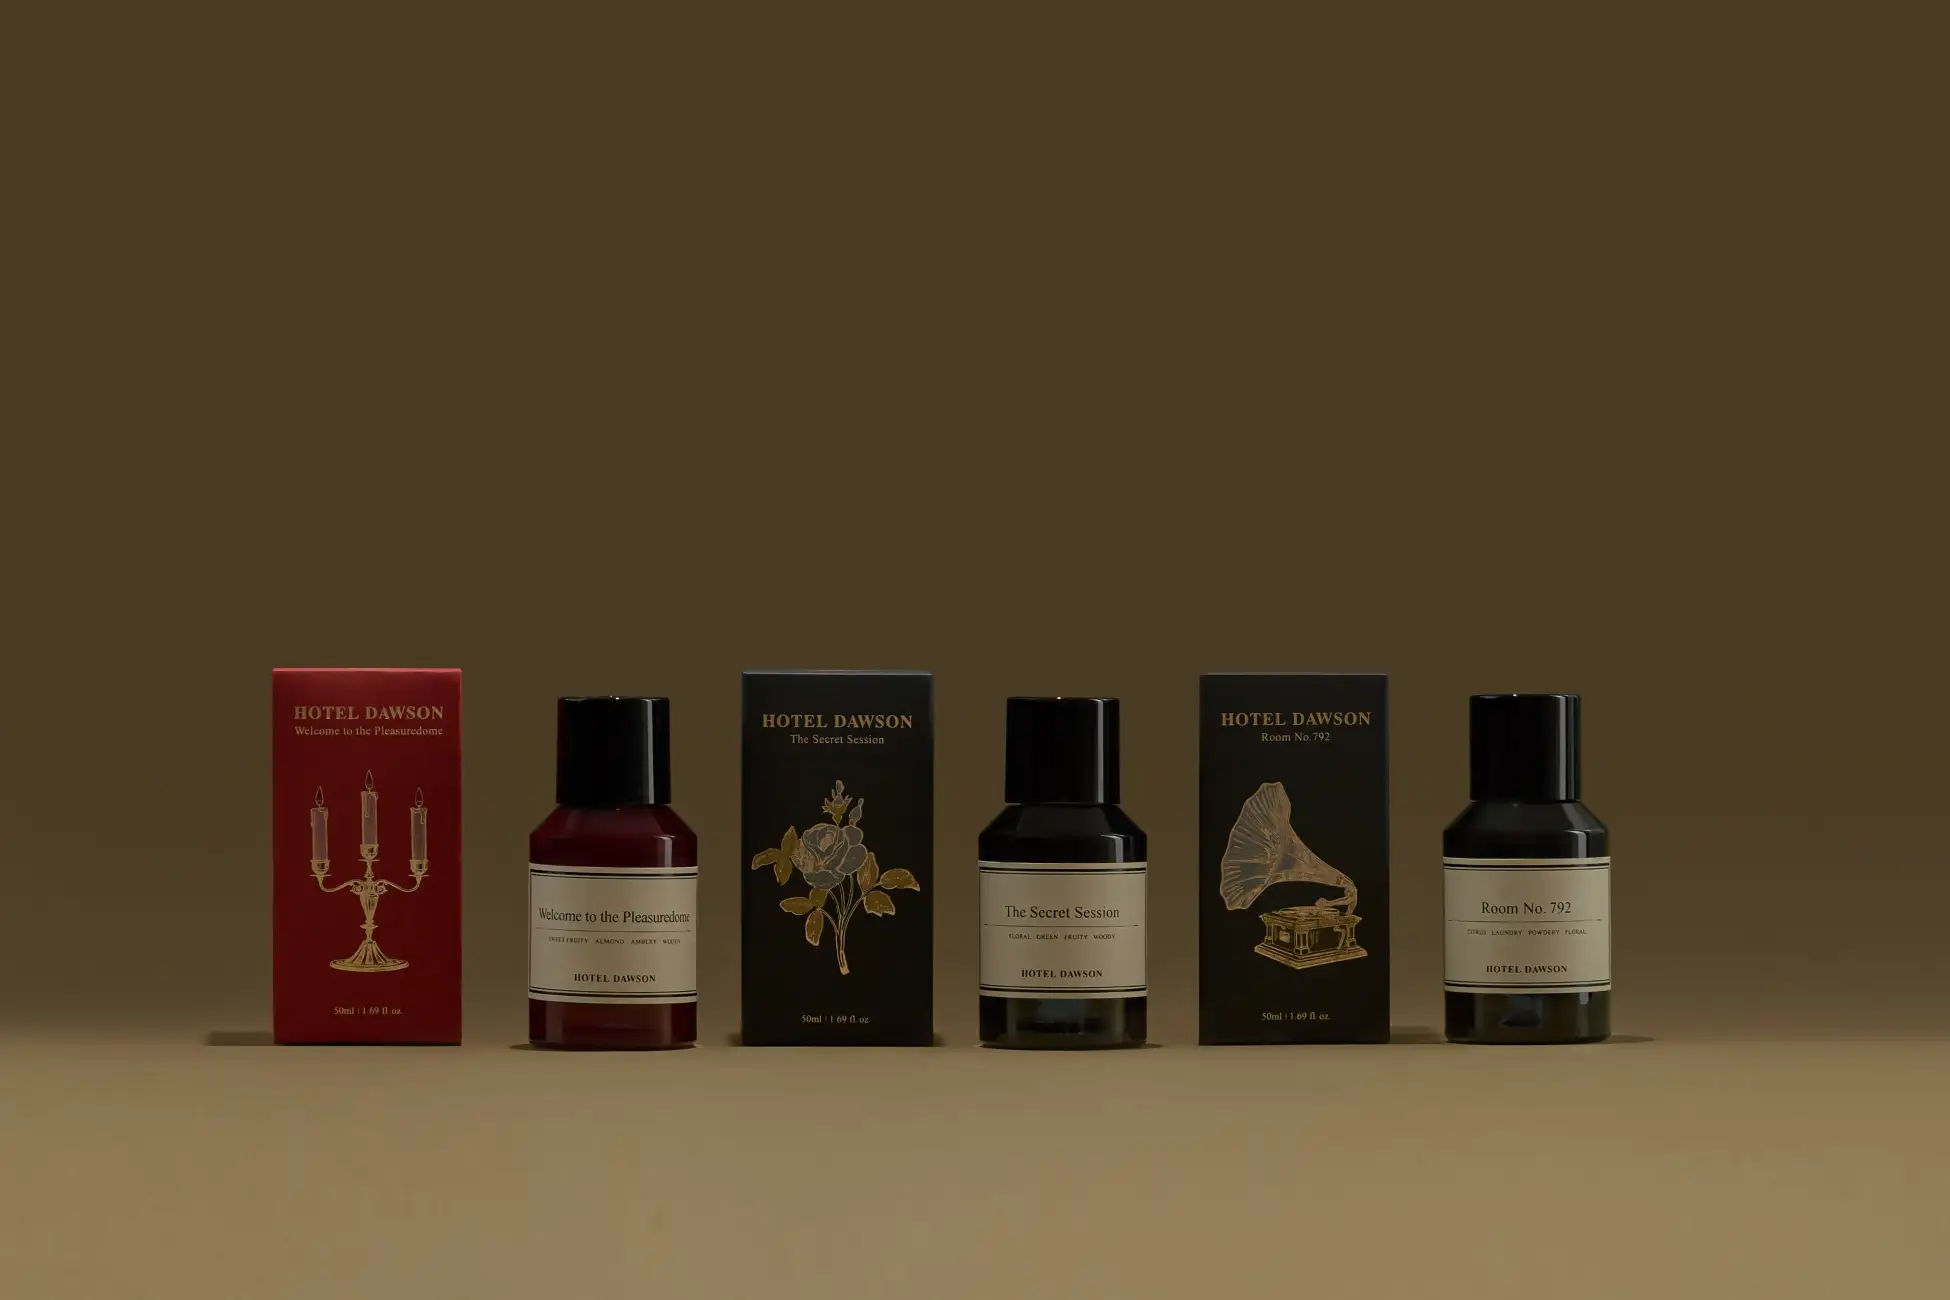 HOTEL DAWSON
Welcome to the Pleasuredome
50ml | 1.69 fl oz.
Welcome to the Pleasuredome
SWEET FRUITY ALMOND AMBERY WOODY
HOTEL DAWSON
HOTEL DAWSON
The Secret Session
50ml | 1.69 fl. oz.
The Secret Session
FLORAL GREEN FRUITY WOODY
HOTEL DAWSON
HOTEL DAWSON
Room No. 792
50ml | 1.69 fl. oz.
Room No. 792
CITRUS LAUNDRY POWDERY FLORAL
HOTEL DAWSON